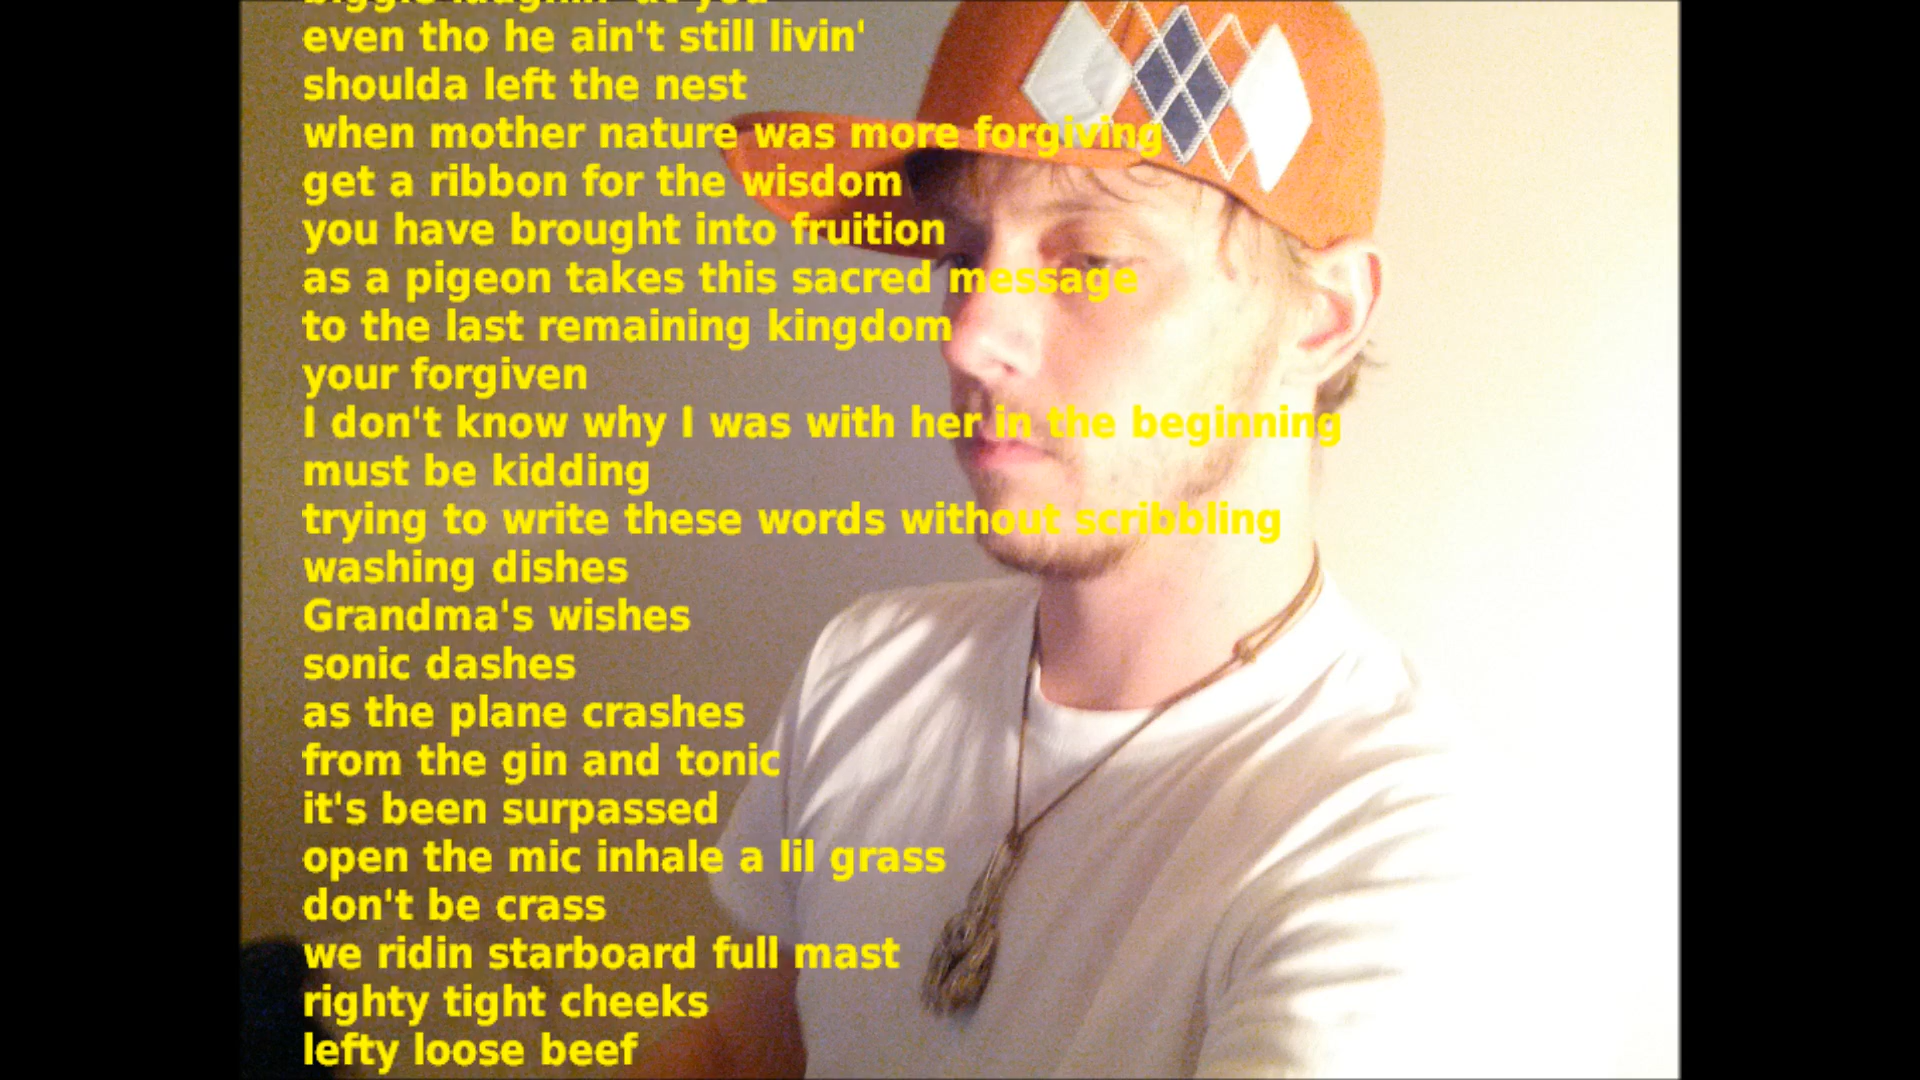 biggie laughin' at you
even tho he ain't still livin'
shoulda left the nest
when mother nature was more forgiving
get a ribbon for the wisdom
you have brought into fruition
as a pigeon takes this sacred message
to the last remaining kingdom
your forgiven
I don't know why I was with her in the beginning
must be kidding
trying to write these words without scribbling
washing dishes
Grandma's wishes
sonic dashes
as the plane crashes
from the gin and tonic
it's been surpassed
open the mic inhale a lil grass
don't be crass
we ridin starboard full mast
righty tight cheeks
lefty loose beef